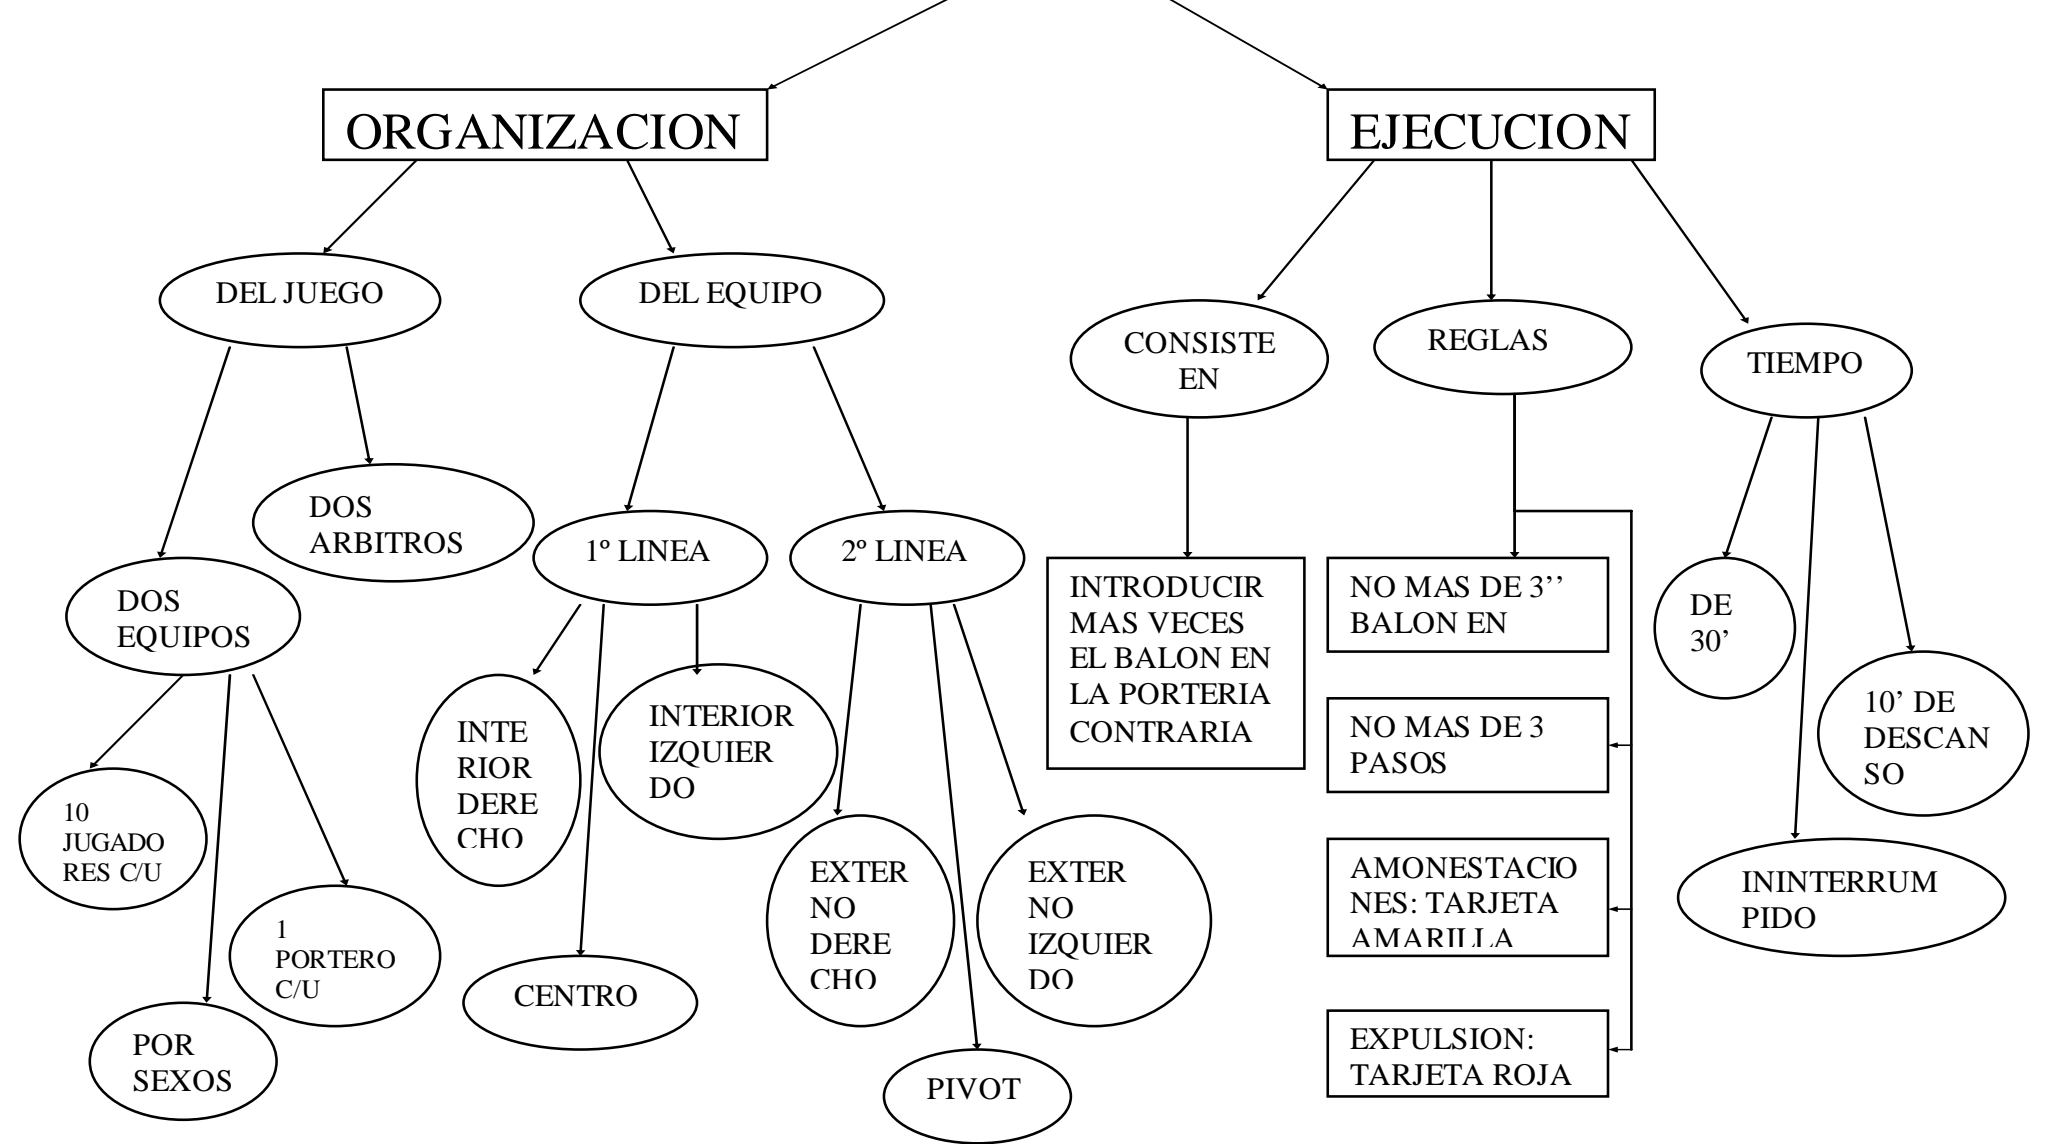 ORGANIZACION
EJECUCION
DEL JUEGO
DEL EQUIPO
CONSISTE
EN
REGLAS
TIEMPO
DOS
ARBITROS
1º LINEA
2º LINEA
DOS
EQUIPOS
INTRODUCIR
MAS VECES
EL BALON EN
LA PORTERIA
CONTRARIA
NO MAS DE 3’’
BALON EN
DE
30’
NO MAS DE 3
PASOS
10’ DE
DESCAN
SO
INTE
RIOR
DERE
CHO
INTERIOR
IZQUIER
DO
10
JUGADO
RES C/U
1
PORTERO
C/U
POR
SEXOS
CENTRO
EXTER
NO
DERE
CHO
EXTER
NO
IZQUIER
DO
PIVOT
AMONESTACIO
NES: TARJETA
AMARILLA
ININTERRUM
PIDO
EXPULSION:
TARJETA ROJA